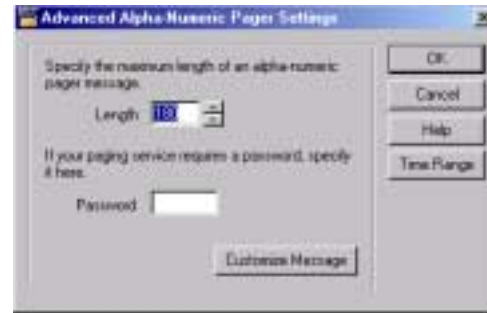 Advanced Alpha-Numeric Pager Settings
Specify the maximum length of an alpha-numeric
pager message.
Length 180
If your paging service requires a password, specify
it here.
Password
Customize Message
OK
Cancel
Help
Time Range